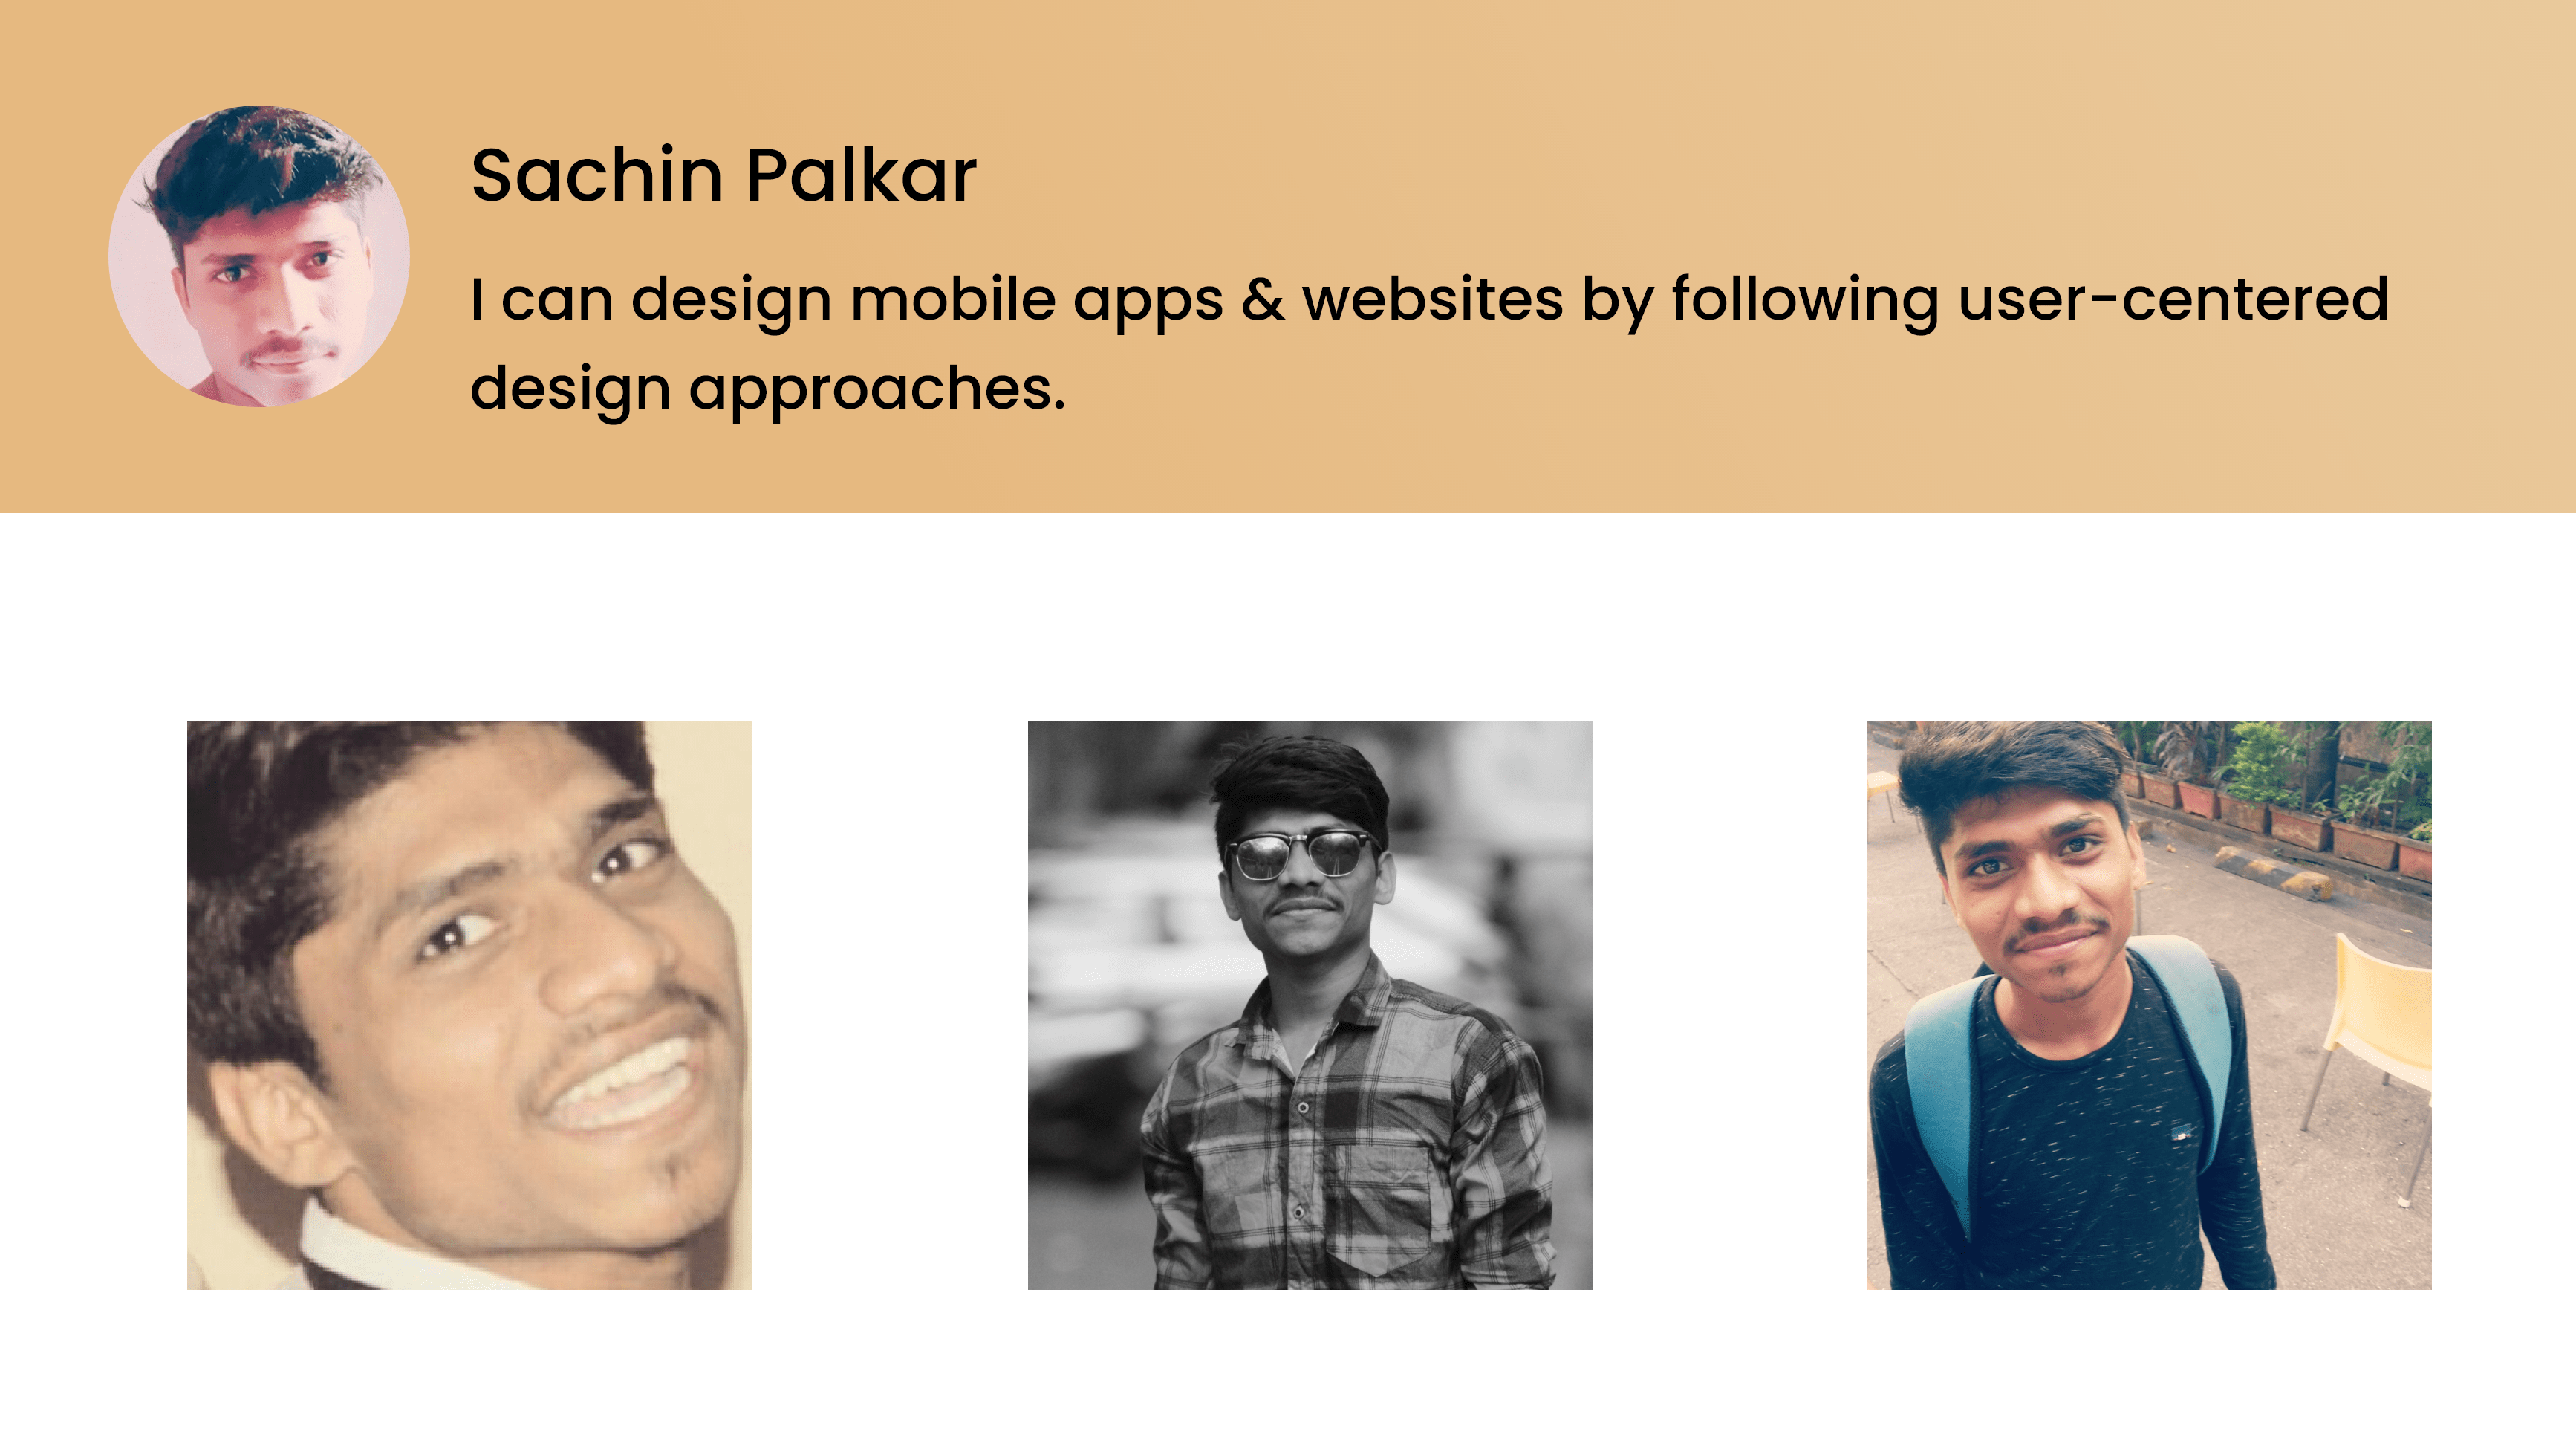 Sachin Palkar
I can design mobile apps & websites by following user-centered
design approaches.